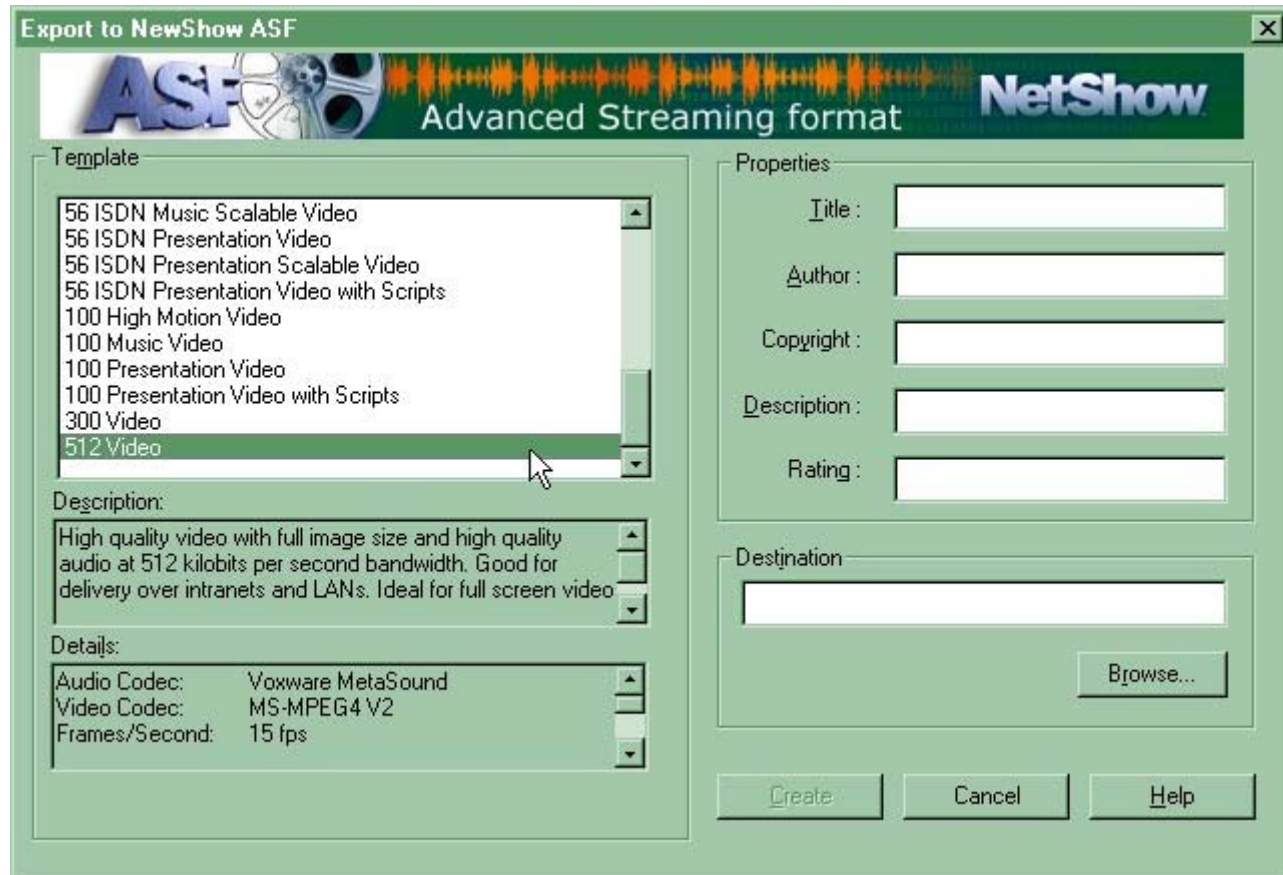 Export to NewShow ASF
ASF
Advanced Streaming format
NetShow
Template
56 ISDN Music Scalable Video
56 ISDN Presentation Video
56 ISDN Presentation Scalable Video
56 ISDN Presentation Video with Scripts
100 High Motion Video
100 Music Video
100 Presentation Video
100 Presentation Video with Scripts
300 Video
512 Video
Description:
High quality video with full image size and high quality
audio at 512 kilobits per second bandwidth. Good for
delivery over intranets and LANs. Ideal for full screen video
Details:
Audio Codec: Voxware MetaSound
Video Codec: MS-MPEG4 V2
Frames/Second: 15 fps
Properties
Title :
Author :
Copyright :
Description :
Rating :
Destination
Browse...
Create
Cancel
Help